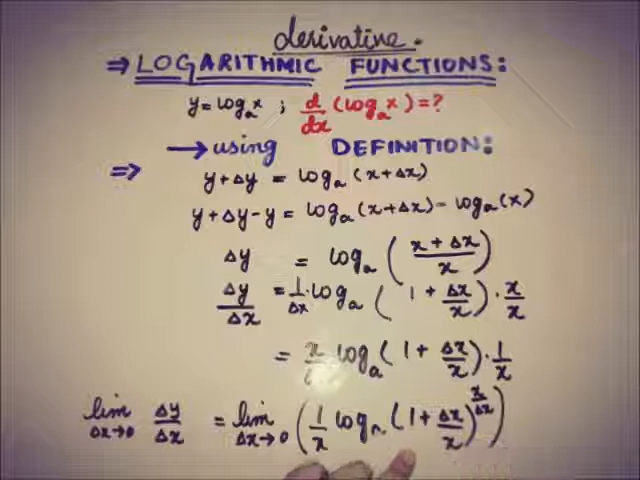 derivative.
⇒ LOGARITHMIC FUNCTIONS:
y = logₐx ; d/dx (logₐx) = ?
→ using DEFINITION:
⇒ y + Δy = logₐ (x + Δx)
y + Δy - y = logₐ (x + Δx) - logₐ (x)
Δy = logₐ ( (x + Δx)/x )
Δy/Δx = 1/Δx · logₐ ( 1 + Δx/x ) · x/x
= x/ logₐ ( 1 + Δx/x ) · 1/x
lim Δx→0 Δy/Δx = lim Δx→0 ( 1/x logₐ ( 1 + Δx/x )^(x/Δx) )